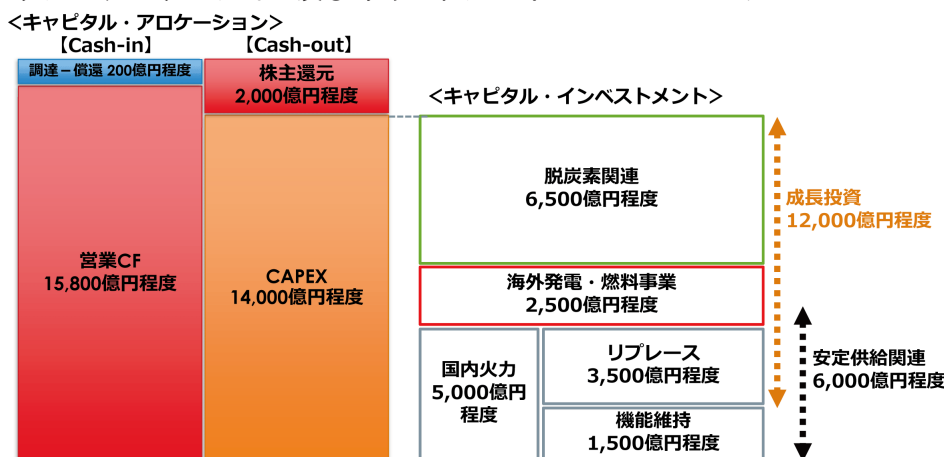 ＜キャピタル・アロケーション＞
【Cash-in】
【Cash-out】
調達－償還 200億円程度
株主還元
2,000億円程度
営業CF
15,800億円程度
CAPEX
14,000億円程度
＜キャピタル・インベストメント＞
脱炭素関連
6,500億円程度
海外発電・燃料事業
2,500億円程度
国内火力
5,000億円
程度
リプレース
3,500億円程度
機能維持
1,500億円程度
成長投資
12,000億円程度
安定供給関連
6,000億円程度